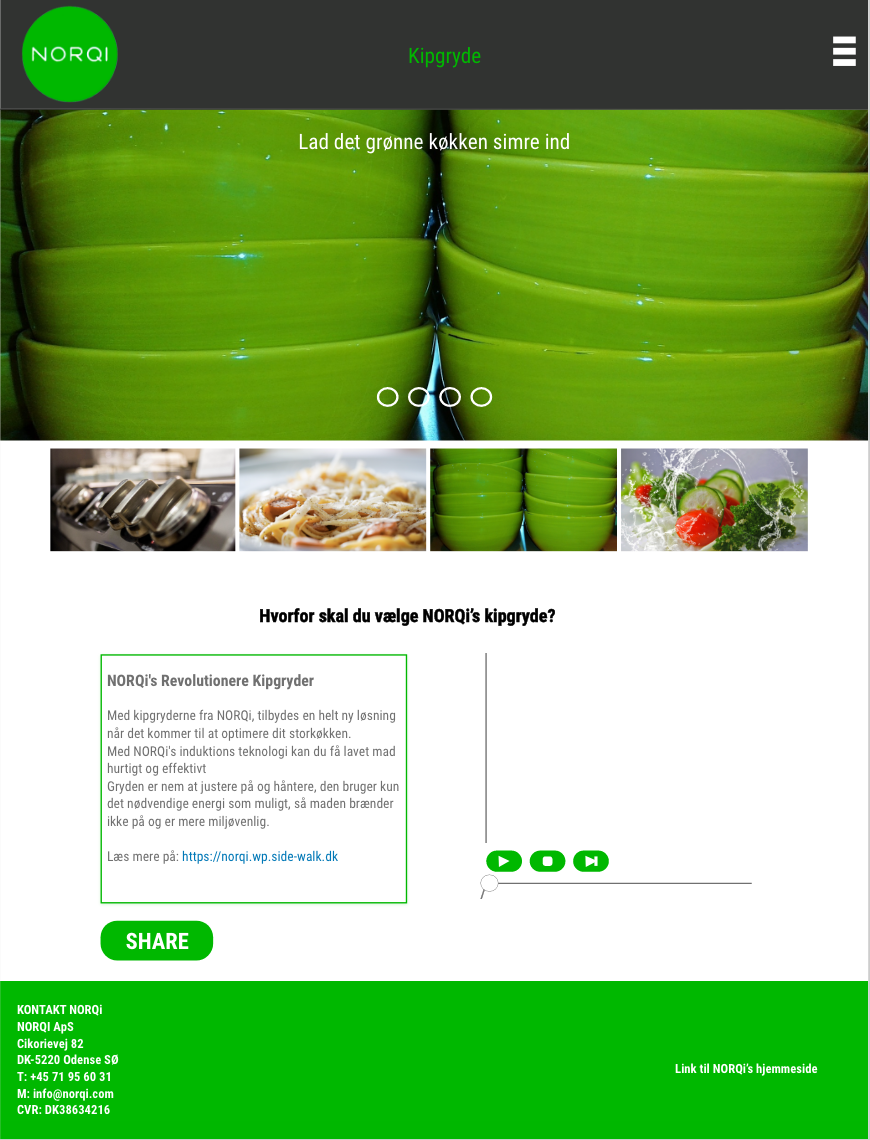 NORQI
Kipgryde
Lad det grønne køkken simre ind
Hvorfor skal du vælge NORQi’s kipgryde?
NORQi's Revolutionere Kipgryder
Med kipgryderne fra NORQi, tilbydes en helt ny løsning
når det kommer til at optimere dit storkøkken.
Med NORQi's induktions teknologi kan du få lavet mad
hurtigt og effektivt
Gryden er nem at justere på og håntere, den bruger kun
det nødvendige energi som muligt, så maden brænder
ikke på og er mere miljøvenlig.
Læs mere på: https://norqi.wp.side-walk.dk
SHARE
KONTAKT NORQi
NORQI ApS
Cikorievej 82
DK-5220 Odense SØ
T: +45 71 95 60 31
M: info@norqi.com
CVR: DK38634216
Link til NORQi’s hjemmeside